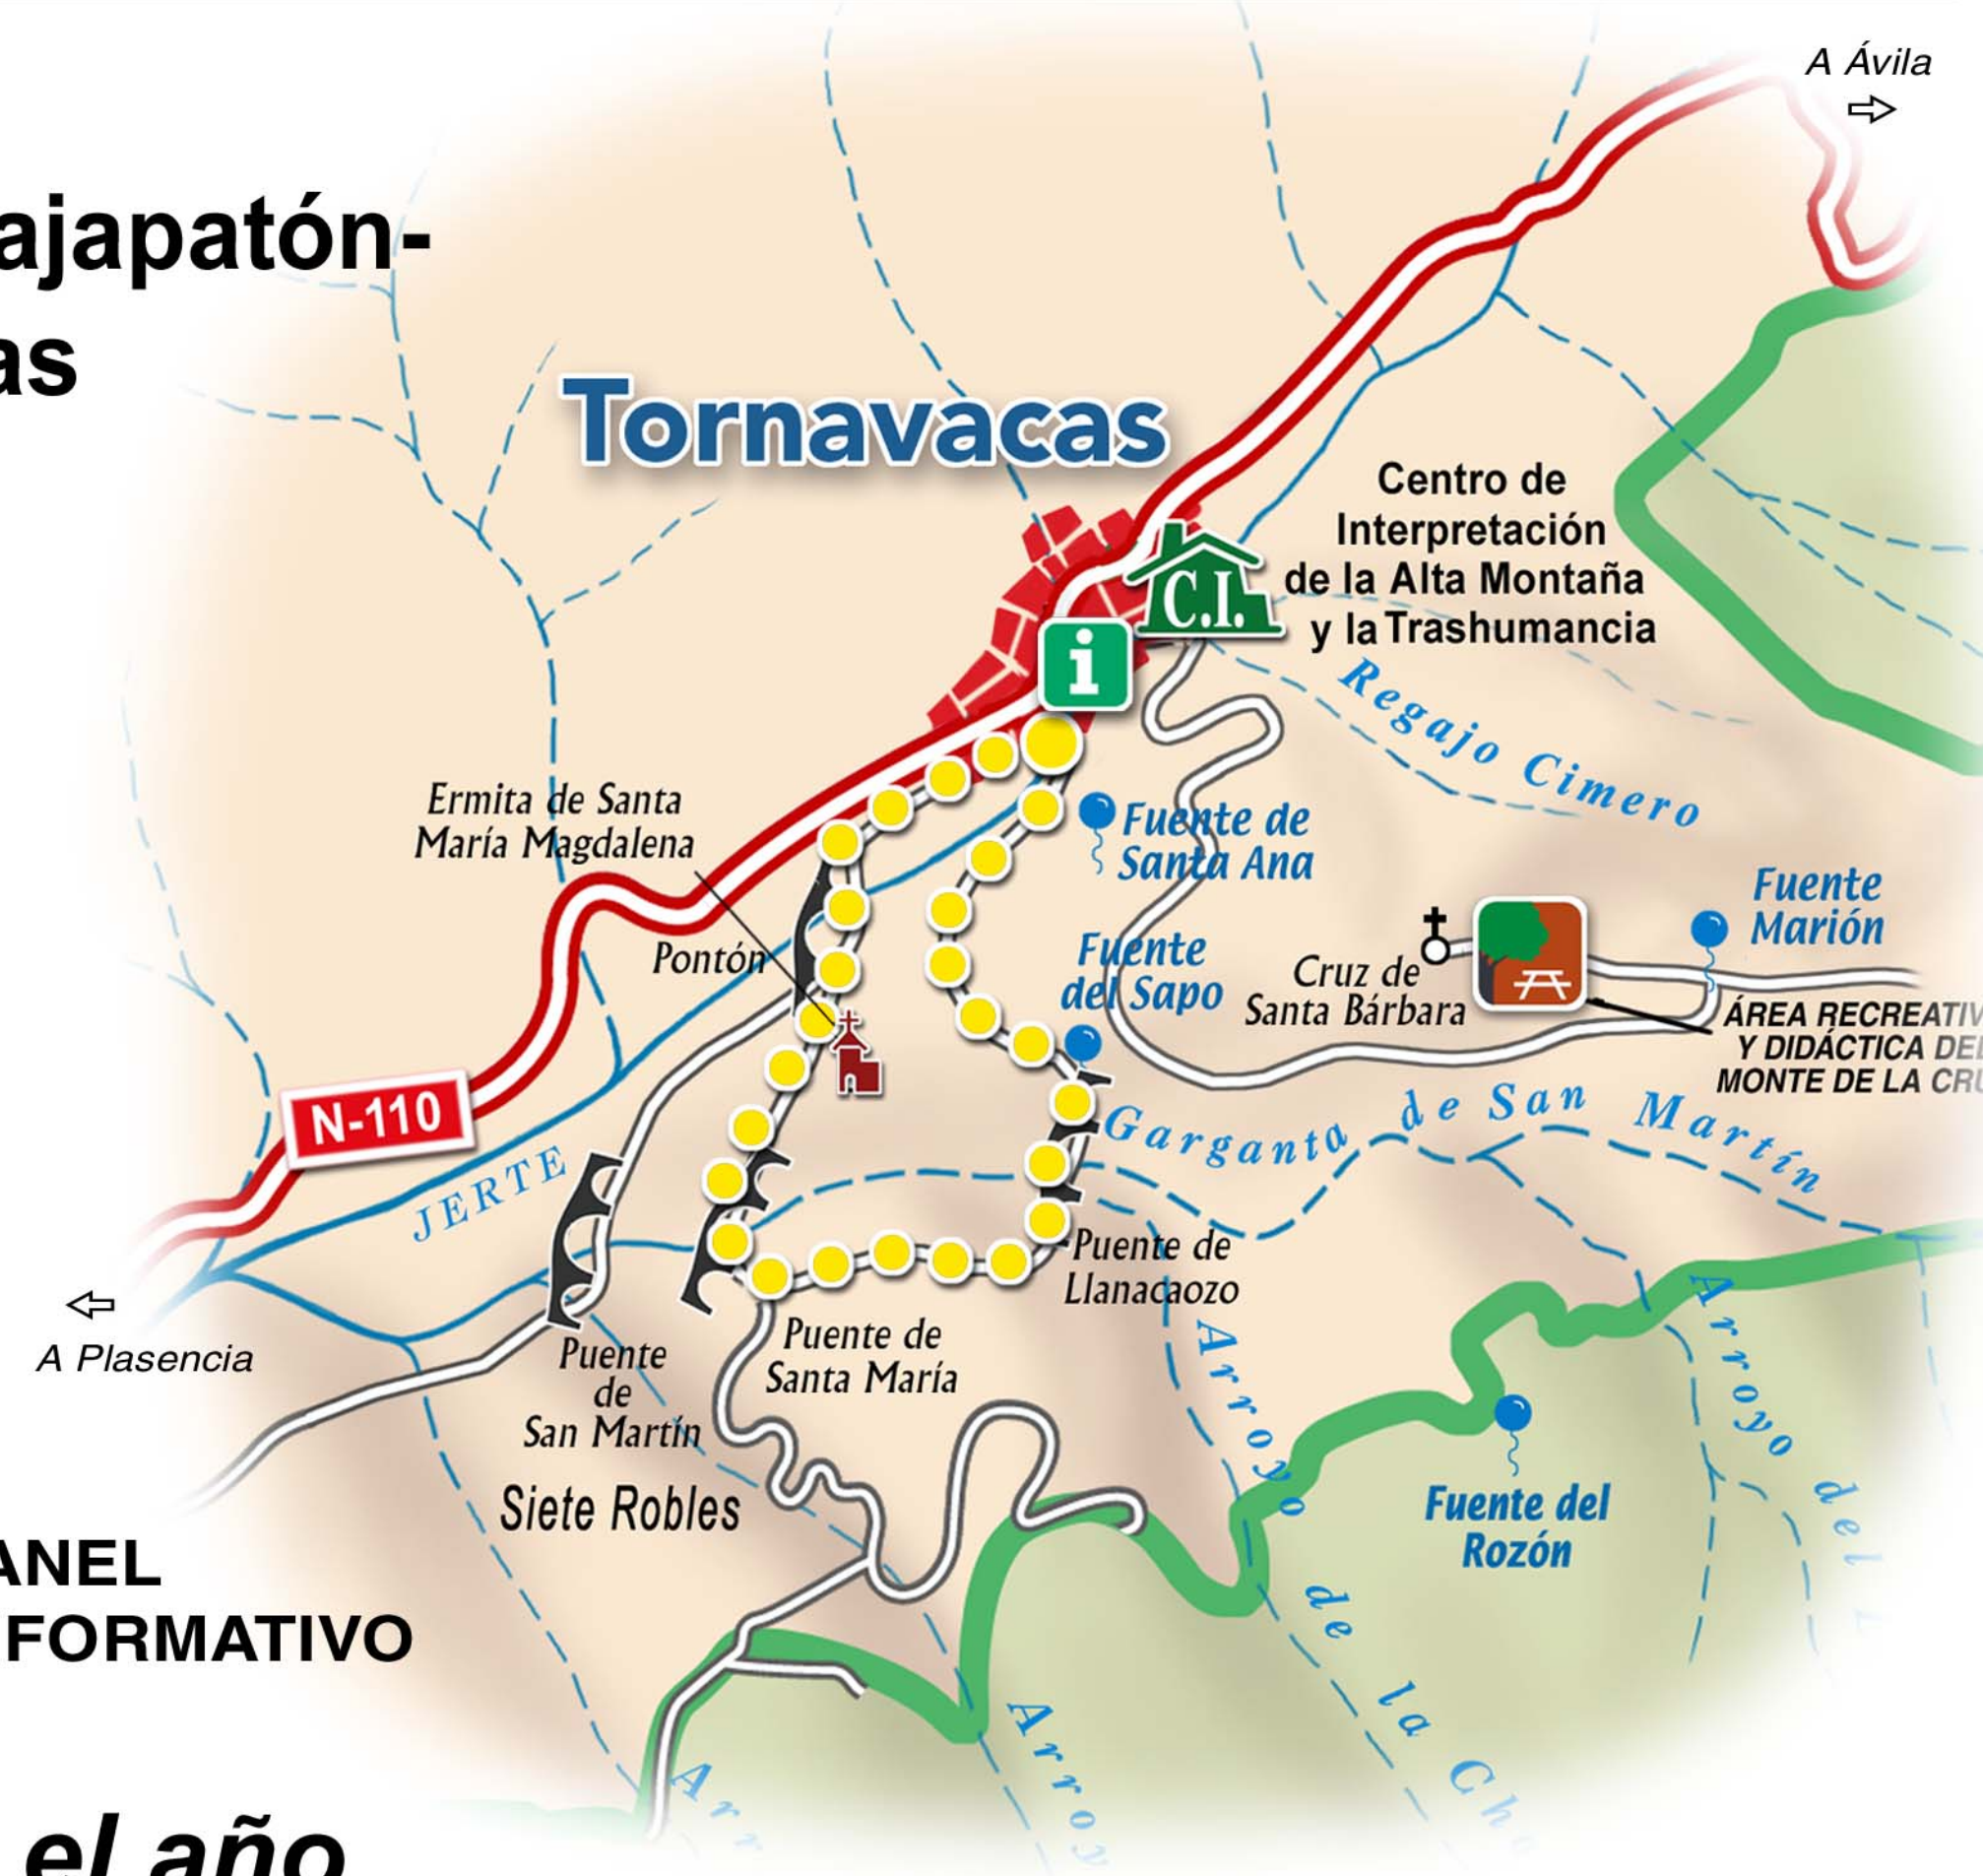 A Ávila
ajapatón-
as
Tornavacas
Centro de
Interpretación
de la Alta Montaña
y la Trashumancia
C.I.
i
Regajo Cimero
Ermita de Santa
María Magdalena
Fuente de
Santa Ana
Fuente
Marión
Pontón
Fuente
del Sapo
Cruz de
Santa Bárbara
ÁREA RECREATIV
Y DIDÁCTICA DEL
MONTE DE LA CRU
N-110
Garganta de San Martín
JERTE
Puente de
Llanacaozo
A Plasencia
Puente
de
San Martín
Puente de
Santa María
Siete Robles
Fuente del
Rozón
Arroyo del
Arroyo de la Ch
ANEL
FORMATIVO
Arroy
Arr
el año